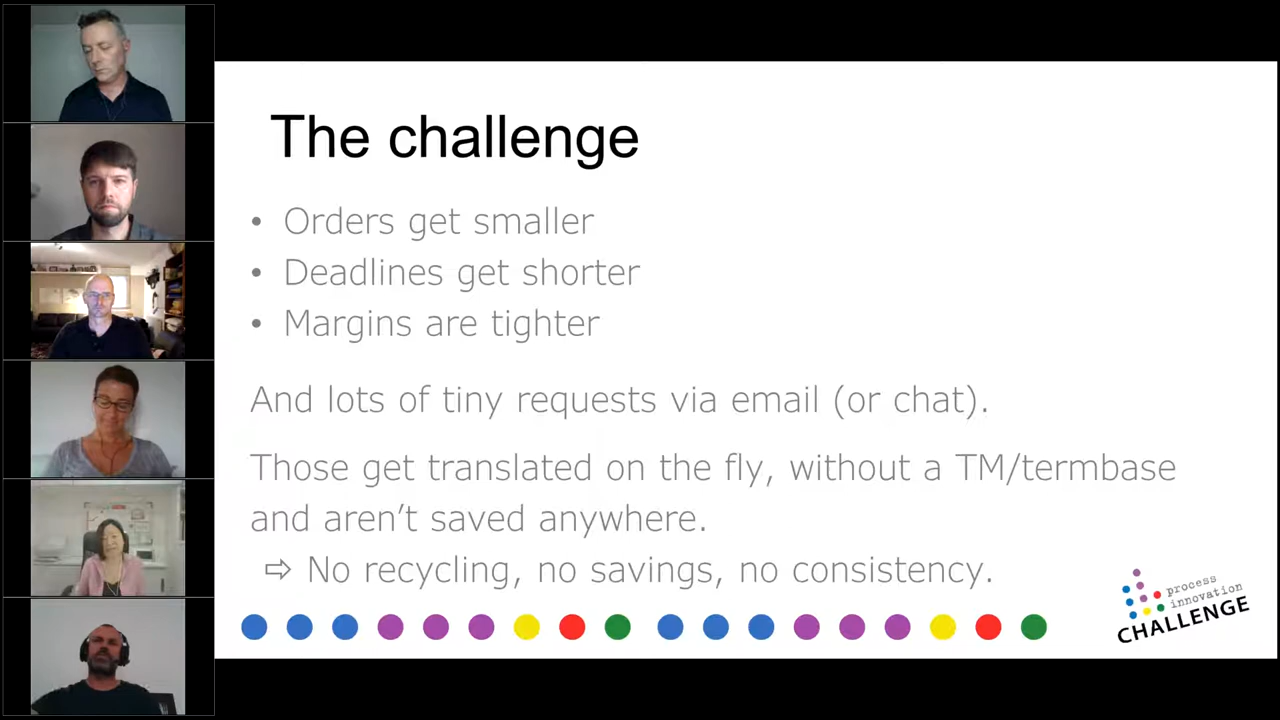 The challenge
• Orders get smaller
• Deadlines get shorter
• Margins are tighter
And lots of tiny requests via email (or chat).
Those get translated on the fly, without a TM/termbase
and aren’t saved anywhere.
⇨ No recycling, no savings, no consistency.
process
innovation
CHALLENGE